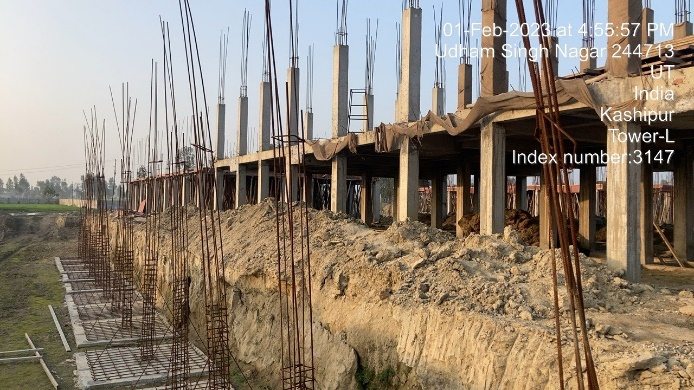 01-Feb-2023 at 4:55:57 PM
Udham Singh Nagar 244713
UT
India
Kashipur
Tower-L
Index number:3147